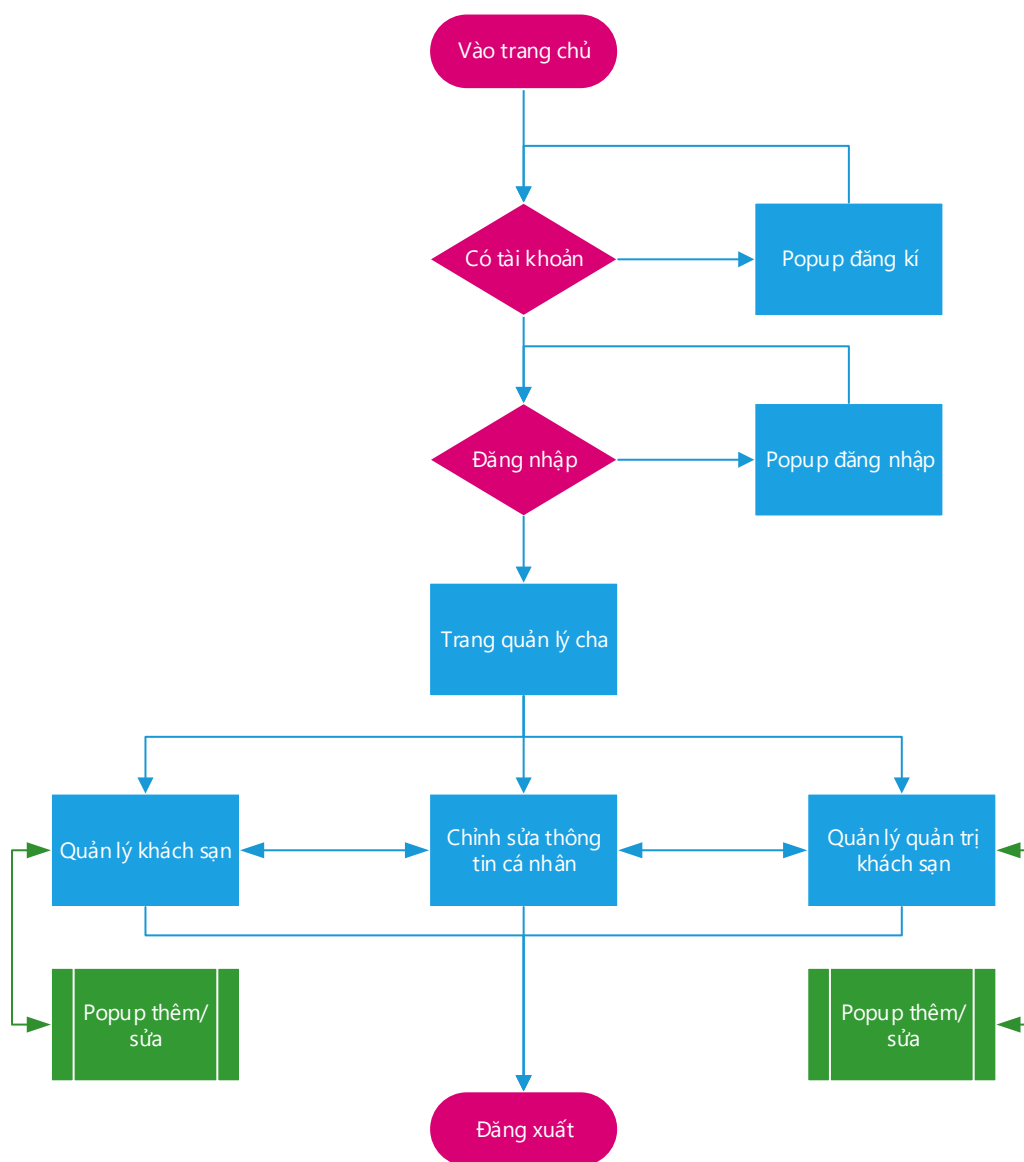 Vào trang chủ
Có tài khoản
Popup đăng kí
Đăng nhập
Popup đăng nhập
Trang quản lý cha
Quản lý khách sạn
Chỉnh sửa thông
tin cá nhân
Quản lý quản trị
khách sạn
Popup thêm/
sửa
Popup thêm/
sửa
Đăng xuất